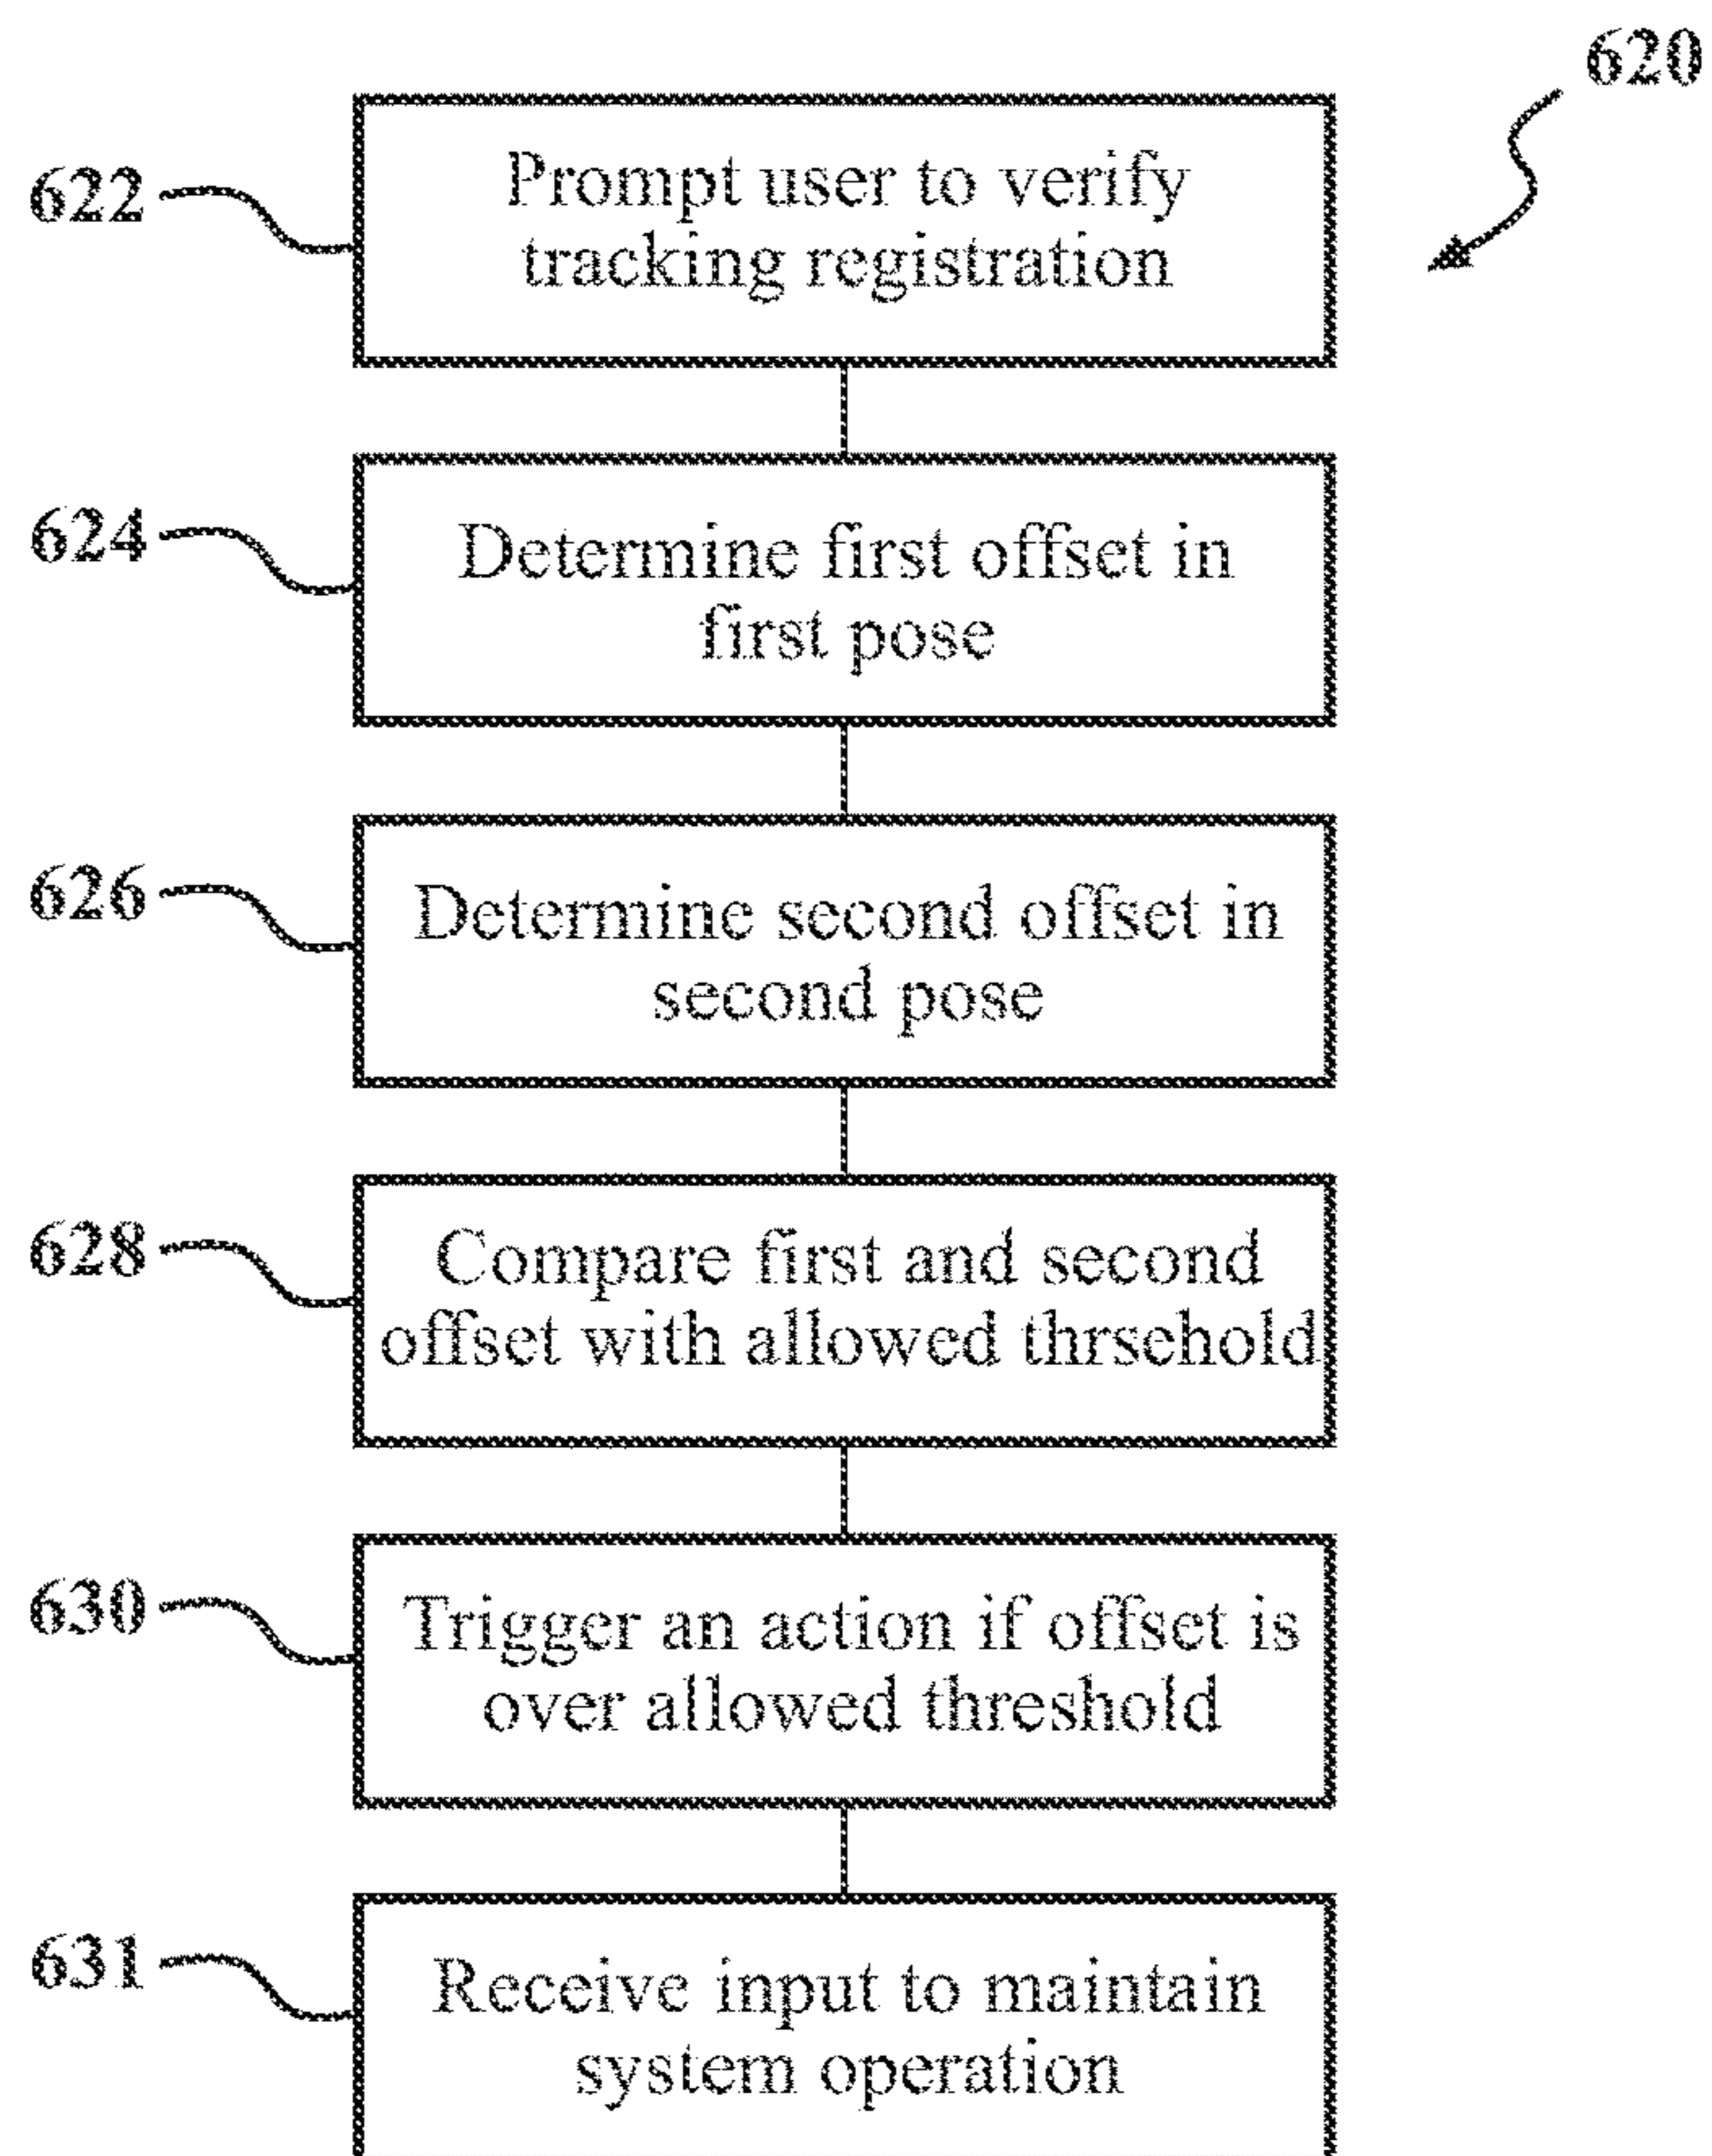 620
622
Prompt user to verify
tracking registration
624
Determine first offset in
first pose
626
Determine second offset in
second pose
628
Compare first and second
offset with allowed thrsehold
630
Trigger an action if offset is
over allowed threshold
631
Receive input to maintain
system operation